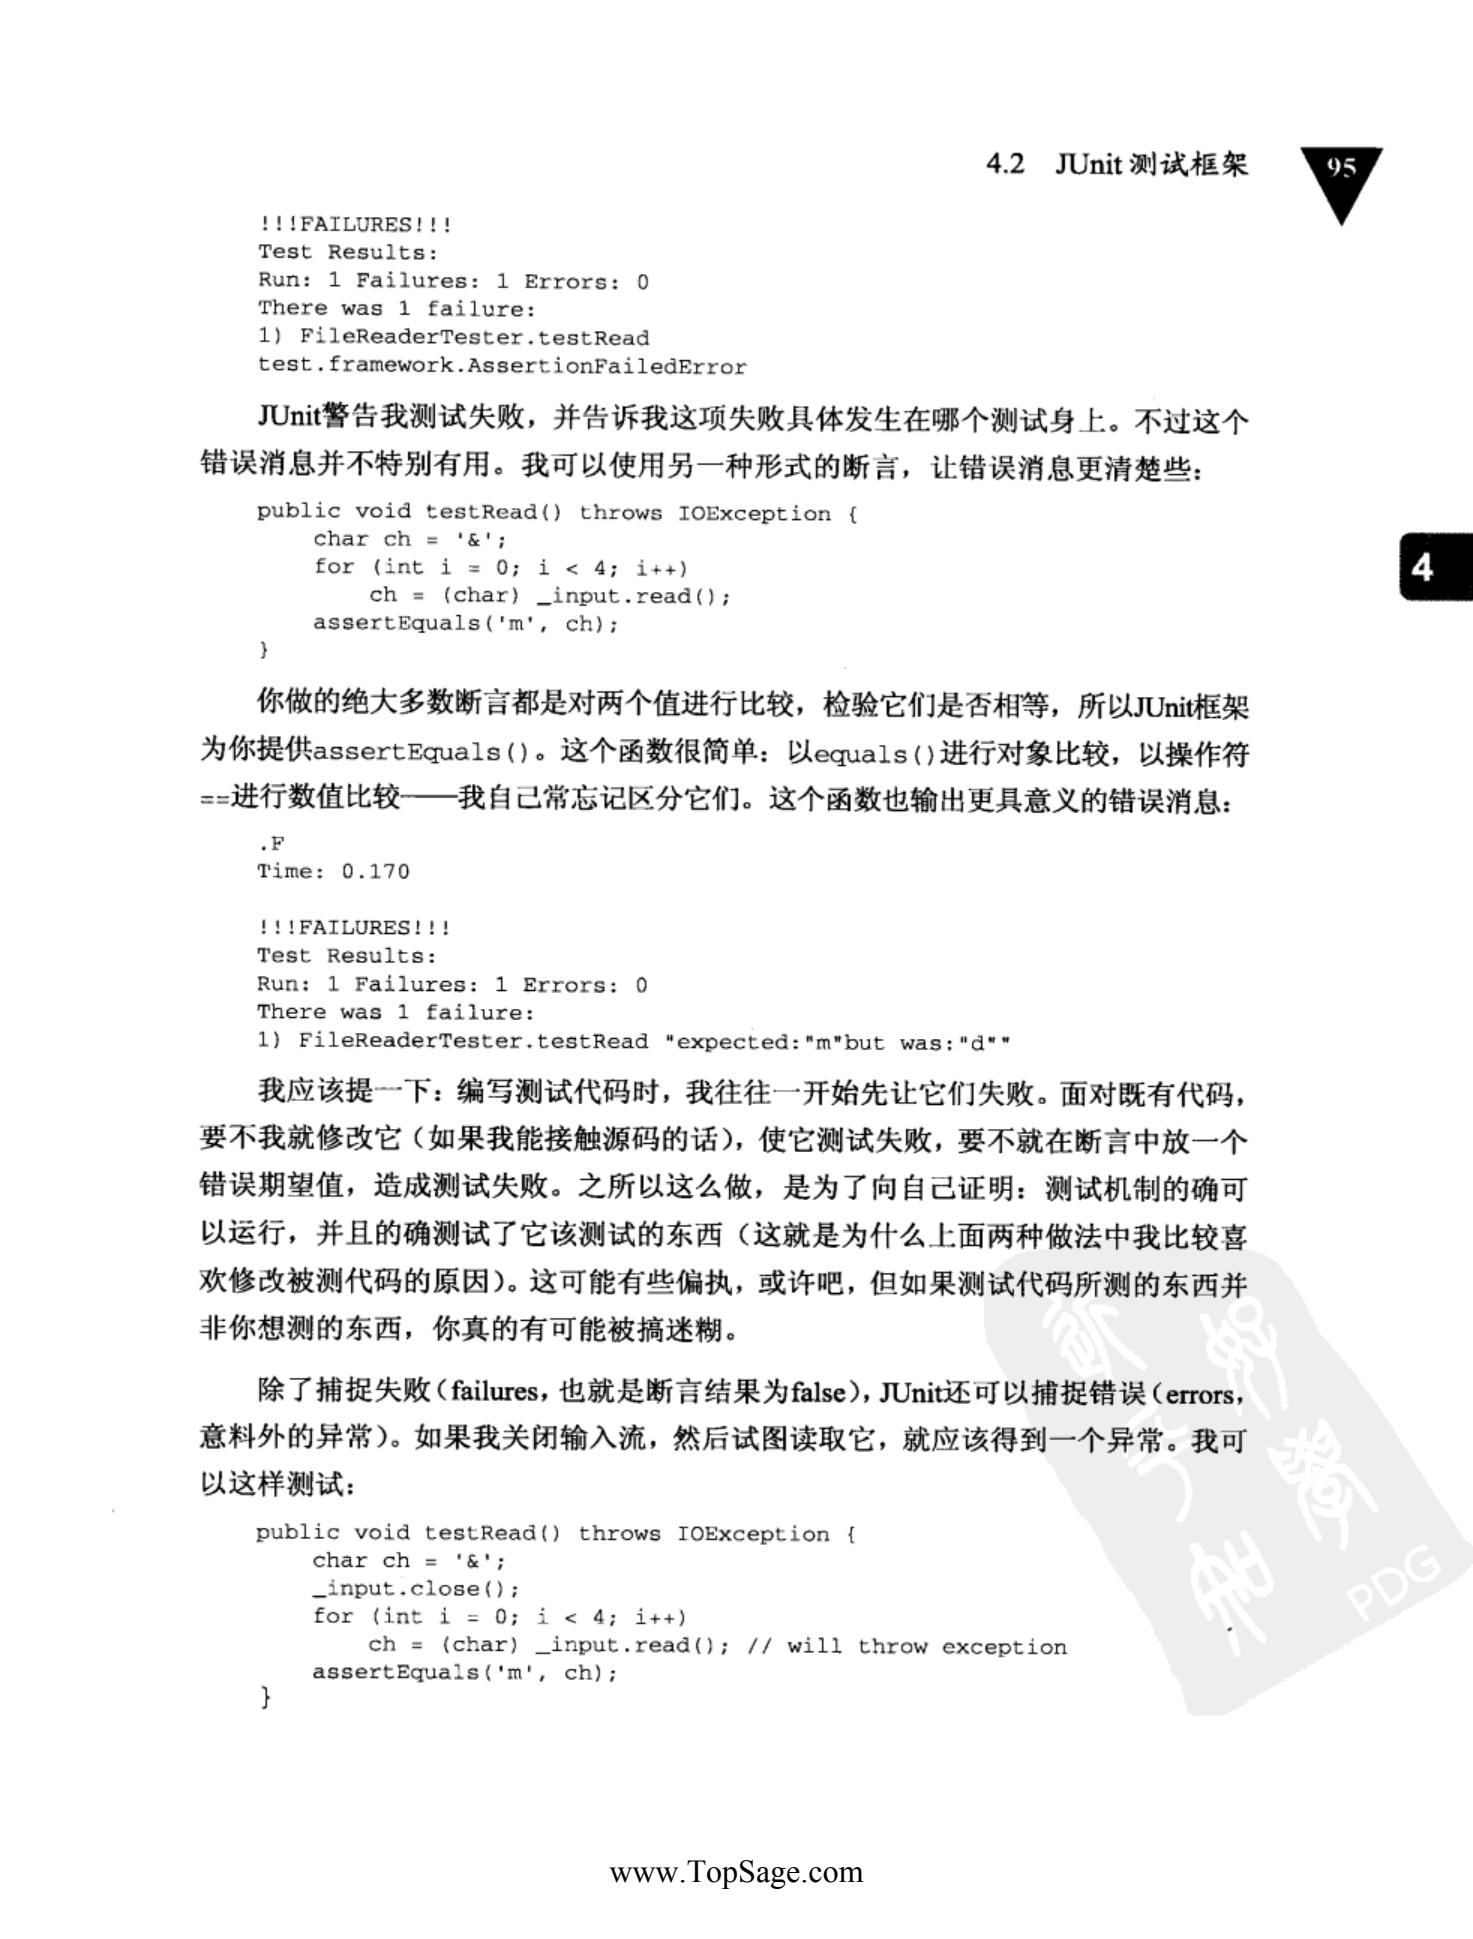 4.2 JUnit 测试框架 95
!!!FAILURES!!!
Test Results:
Run: 1 Failures: 1 Errors: 0
There was 1 failure:
1) FileReaderTester.testRead
test.framework.AssertionFailedError
JUnit警告我测试失败，并告诉我这项失败具体发生在哪个测试身上。不过这个
错误消息并不特别有用。我可以使用另一种形式的断言，让错误消息更清楚些：
public void testRead() throws IOException {
char ch = '&';
for (int i = 0; i < 4; i++)
ch = (char) _input.read();
assertEquals('m', ch);
}
4
你做的绝大多数断言都是对两个值进行比较，检验它们是否相等，所以JUnit框架
为你提供assertEquals()。这个函数很简单：以equals()进行对象比较，以操作符
==进行数值比较——我自己常忘记区分它们。这个函数也输出更具意义的错误消息：
.F
Time: 0.170
!!!FAILURES!!!
Test Results:
Run: 1 Failures: 1 Errors: 0
There was 1 failure:
1) FileReaderTester.testRead "expected:"m"but was:"d""
我应该提一下：编写测试代码时，我往往一开始先让它们失败。面对既有代码，
要不我就修改它（如果我能接触源码的话），使它测试失败，要不就在断言中放一个
错误期望值，造成测试失败。之所以这么做，是为了向自己证明：测试机制的确可
以运行，并且的确测试了它该测试的东西（这就是为什么上面两种做法中我比较喜
欢修改被测代码的原因）。这可能有些偏执，或许吧，但如果测试代码所测的东西并
非你想测的东西，你真的有可能被搞迷糊。
除了捕捉失败（failures，也就是断言结果为false），JUnit还可以捕捉错误（errors，
意料外的异常）。如果我关闭输入流，然后试图读取它，就应该得到一个异常。我可
以这样测试：
public void testRead() throws IOException {
char ch = '&';
_input.close();
for (int i = 0; i < 4; i++)
ch = (char) _input.read(); // will throw exception
assertEquals('m', ch);
}
PDG
www.TopSage.com